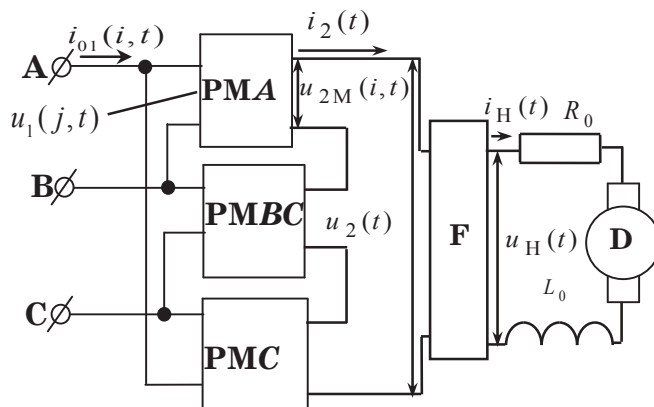 i₀₁(i,t)
i₂(t)
A
PMA
u₂M(i,t)
u₁(j,t)
iH(t)
R₀
B
PMBC
u₂(t)
F
uH(t)
D
C
PMC
L₀